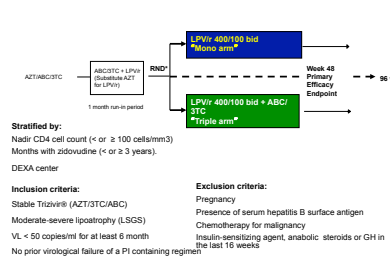 LPV/r 400/100 bid
"Mono arm"
ABC/3TC + LPV/r
(Substitute AZT
for LPV/r)
RND*
AZT/ABC/3TC
Week 48
Primary
Efficacy
Endpoint
96
1 month run-in period
LPV/r 400/100 bid + ABC/
3TC
"Triple arm"
Stratified by:
Nadir CD4 cell count (< or ≥ 100 cells/mm3)
Months with zidovudine (< or ≥ 3 years).
DEXA center
Inclusion criteria:
Stable Trizivir® (AZT/3TC/ABC)
Moderate-severe lipoatrophy (LSGS)
VL < 50 copies/ml for at least 6 month
No prior virological failure of a PI containing regimen
Exclusion criteria:
Pregnancy
Presence of serum hepatitis B surface antigen
Chemotherapy for malignancy
Insulin-sensitizing agent, anabolic steroids or GH in
the last 16 weeks